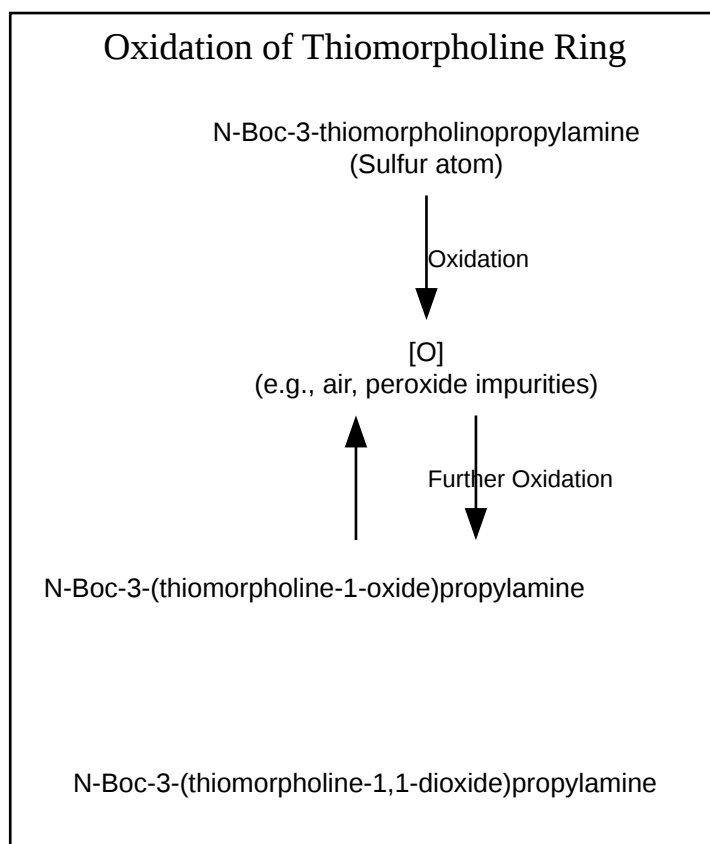 Oxidation of Thiomorpholine Ring
N-Boc-3-thiomorpholinopropylamine
(Sulfur atom)
Oxidation
[O]
(e.g., air, peroxide impurities)
Further Oxidation
N-Boc-3-(thiomorpholine-1-oxide)propylamine
N-Boc-3-(thiomorpholine-1,1-dioxide)propylamine